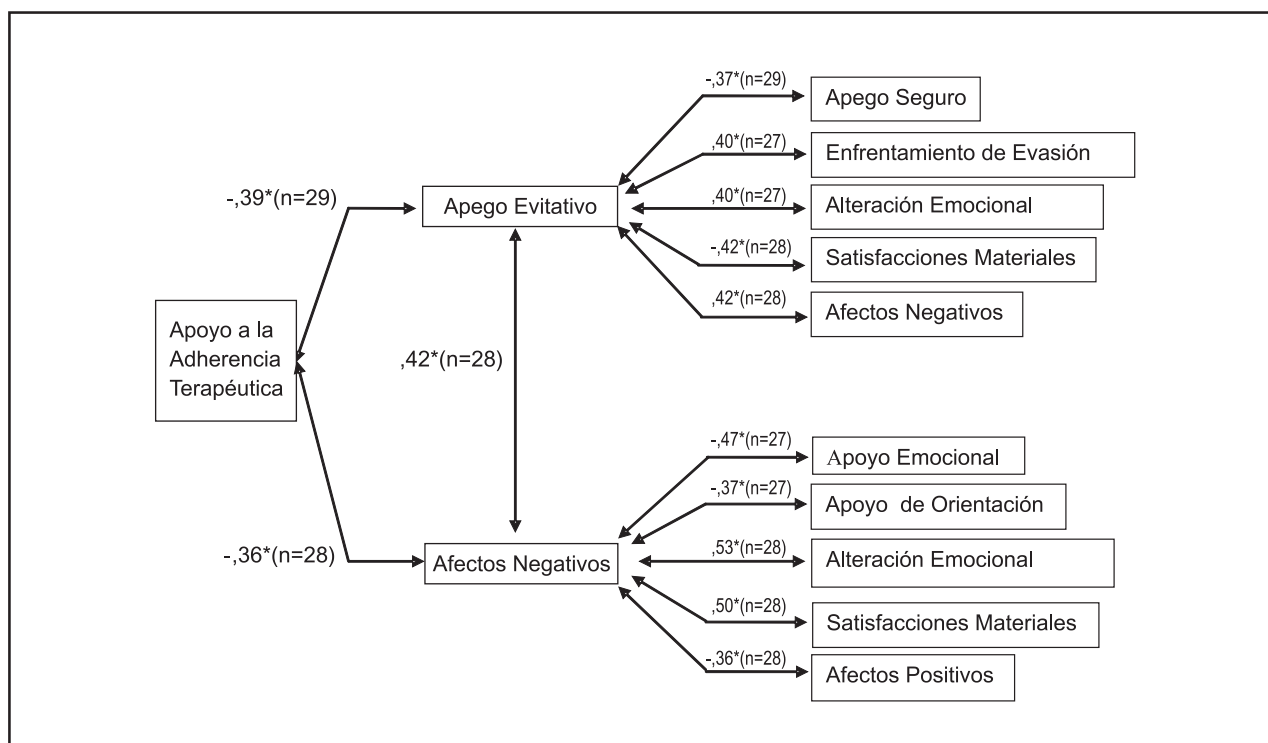 -,37*(n=29)
Apego Seguro
,40*(n=27)
Enfrentamiento de Evasión
-,39*(n=29)
Apego Evitativo
,40*(n=27)
Alteración Emocional
-,42*(n=28)
Satisfacciones Materiales
,42*(n=28)
Afectos Negativos
Apoyo a la
Adherencia
Terapéutica
,42*(n=28)
-,47*(n=27)
Apoyo Emocional
-,37*(n=27)
Apoyo de Orientación
-,36*(n=28)
Afectos Negativos
,53*(n=28)
Alteración Emocional
,50*(n=28)
Satisfacciones Materiales
-,36*(n=28)
Afectos Positivos